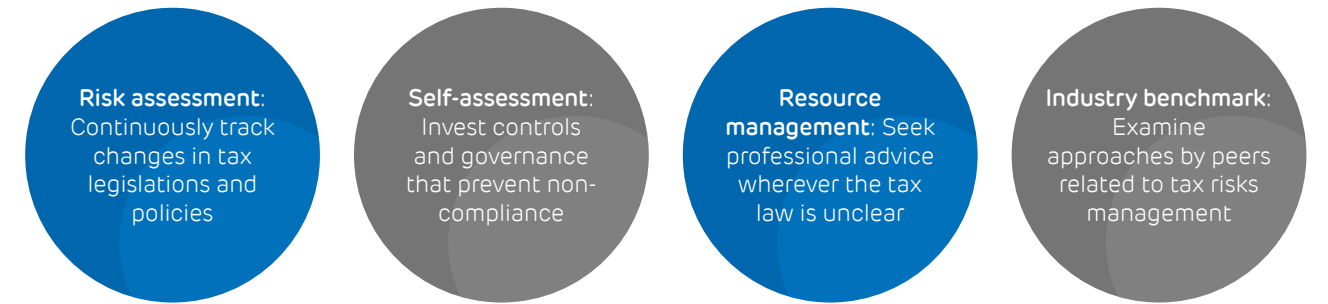 Risk assessment:
Continuously track
changes in tax
legislations and
policies
Self-assessment:
Invest controls
and governance
that prevent non-
compliance
Resource
management: Seek
professional advice
wherever the tax
law is unclear
Industry benchmark:
Examine
approaches by peers
related to tax risks
management